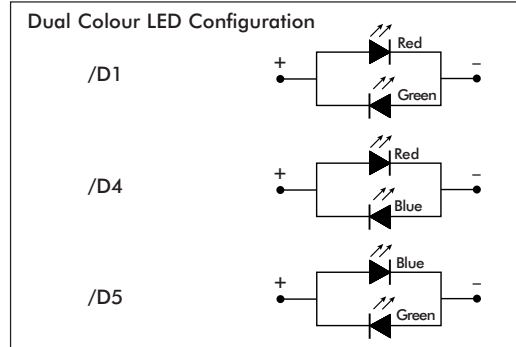 Dual Colour LED Configuration
/D1
+
Red
Green
–
/D4
+
Red
Blue
–
/D5
+
Blue
Green
–